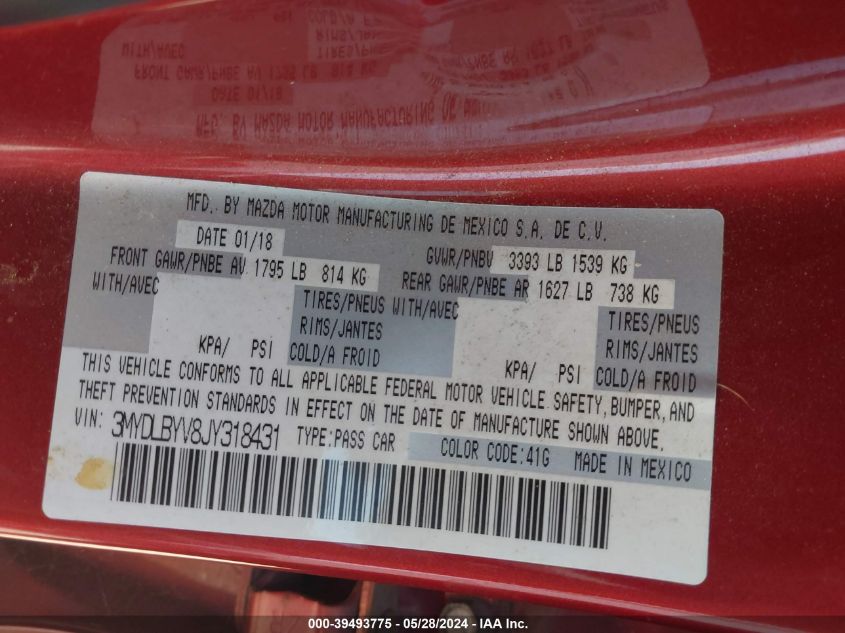 MFD. BY MAZDA MOTOR MANUFACTURING DE MEXICO S.A. DE C.V.
DATE 01/18 GVWR/PNBV 3393 LB 1539 KG
FRONT GAWR/PNBE AV 1795 LB 814 KG REAR GAWR/PNBE AR 1627 LB 738 KG
WITH/AVEC TIRES/PNEUS WITH/AVEC TIRES/PNEUS
RIMS/JANTES RIMS/JANTES
KPA/ PSI COLD/A FROID KPA/ PSI COLD/A FROID
THIS VEHICLE CONFORMS TO ALL APPLICABLE FEDERAL MOTOR VEHICLE SAFETY, BUMPER, AND
THEFT PREVENTION STANDARDS IN EFFECT ON THE DATE OF MANUFACTURE SHOWN ABOVE.
VIN: 3MYDLBYV8JY318431 TYPE:PASS CAR COLOR CODE:41G MADE IN MEXICO
000-39493775 - 05/28/2024 - IAA Inc.